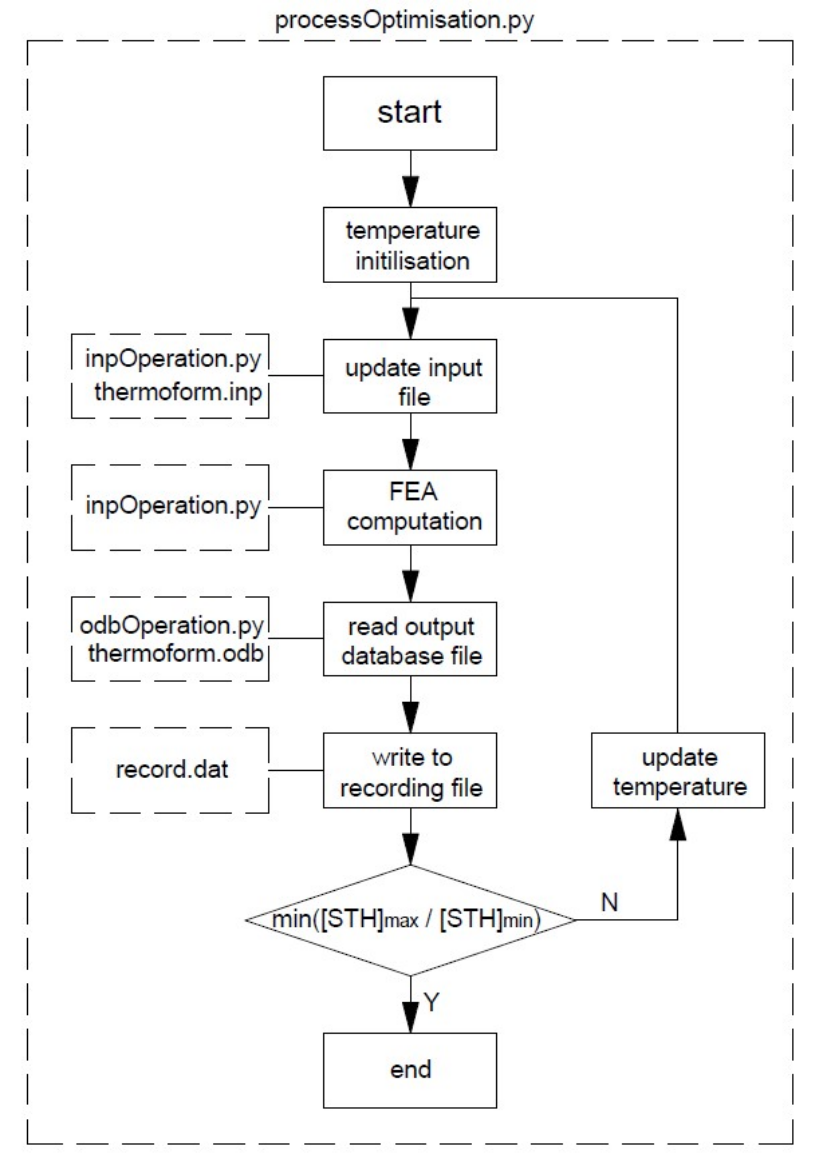 processOptimisation.py
start
temperature
initilisation
inpOperation.py
thermoform.inp
update input
file
inpOperation.py
FEA
computation
odbOperation.py
thermoform.odb
read output
database file
record.dat
write to
recording file
update
temperature
min([STH]max / [STH]min)
N
Y
end